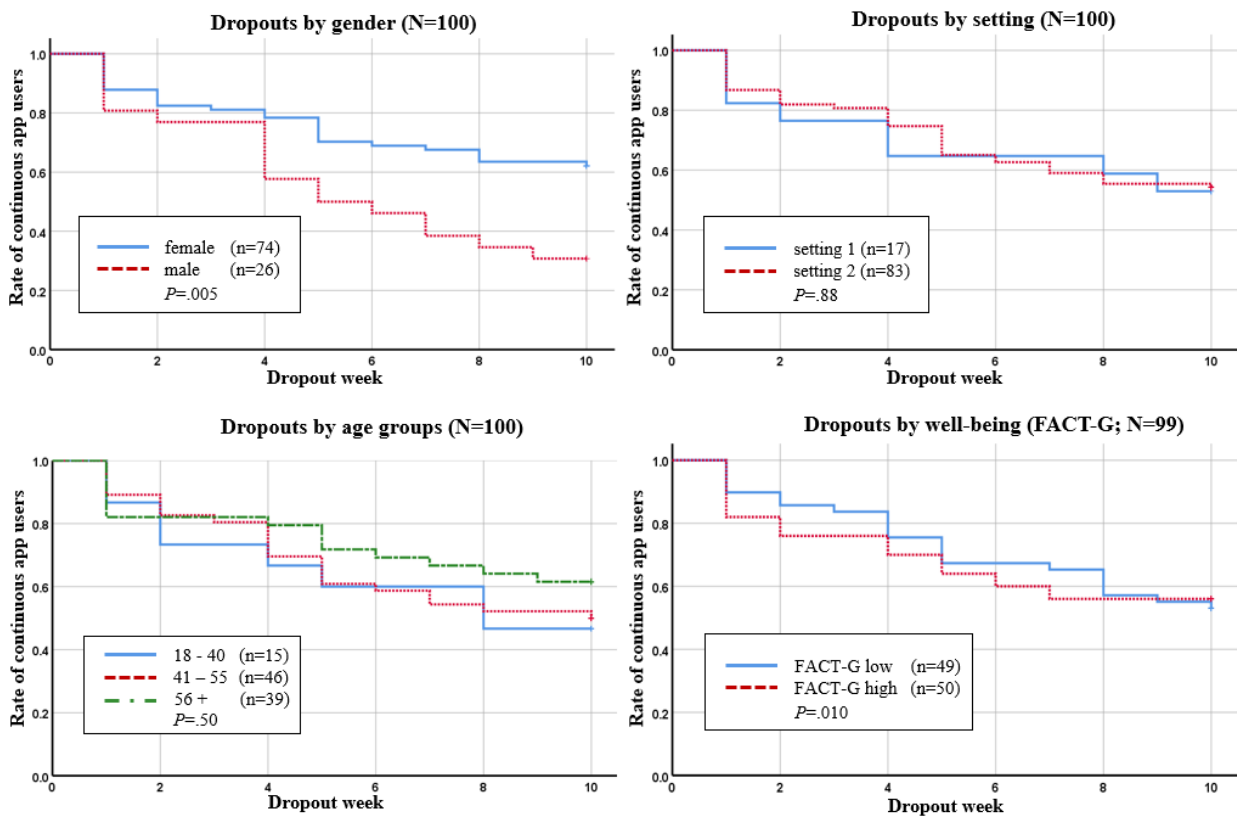 Dropouts by gender (N=100)
Rate of continuous app users
1.0
0.8
0.6
0.4
0.2
0.0
female (n=74)
male (n=26)
P=.005
0 2 4 6 8 10
Dropout week
Dropouts by setting (N=100)
Rate of continuous app users
1.0
0.8
0.6
0.4
0.2
0.0
setting 1 (n=17)
setting 2 (n=83)
P=.88
0 2 4 6 8 10
Dropout week
Dropouts by age groups (N=100)
Rate of continuous app users
1.0
0.8
0.6
0.4
0.2
0.0
18 - 40 (n=15)
41 – 55 (n=46)
56 + (n=39)
P=.50
0 2 4 6 8 10
Dropout week
Dropouts by well-being (FACT-G; N=99)
Rate of continuous app users
1.0
0.8
0.6
0.4
0.2
0.0
FACT-G low (n=49)
FACT-G high (n=50)
P=.010
0 2 4 6 8 10
Dropout week